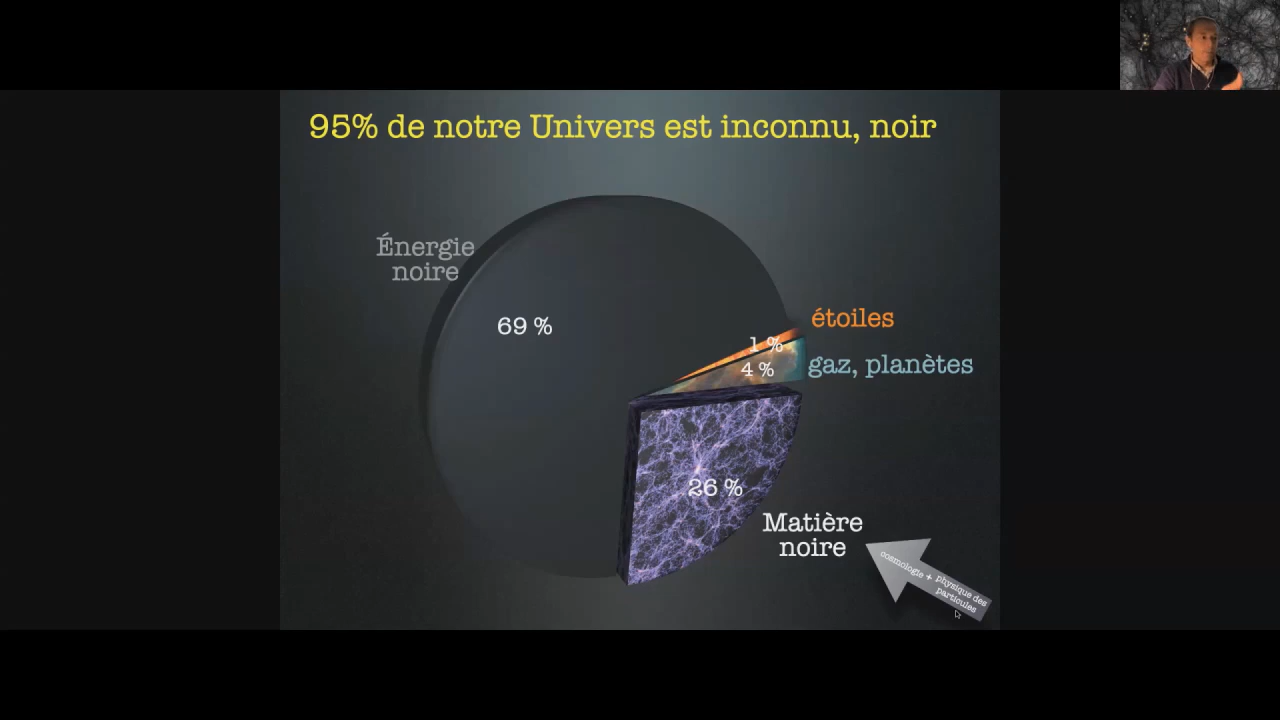 95% de notre Univers est inconnu, noir
Énergie
noire
69 %
étoiles
1 %
4 %
gaz, planètes
26 %
Matière
noire
cosmologie + physique des
particules